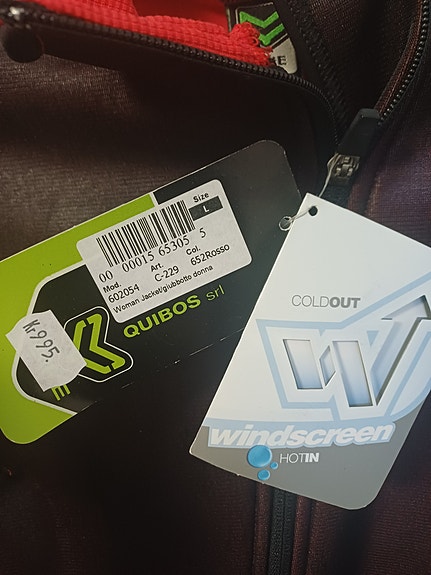 Size
L
00 00015 65305 5
Mod. Art. Col.
602054 C-229 652Rosso
Woman Jacket/giubbotto donna
QUIBOS srl
Kr995.
COLDOUT
W
windscreen
HOTIN